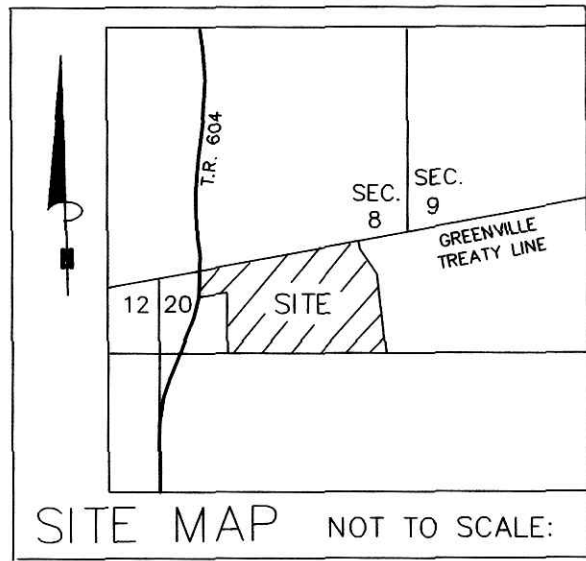 T.R. 604
SEC. SEC.
8 9
GREENVILLE
TREATY LINE
12 20
SITE
SITE MAP NOT TO SCALE: